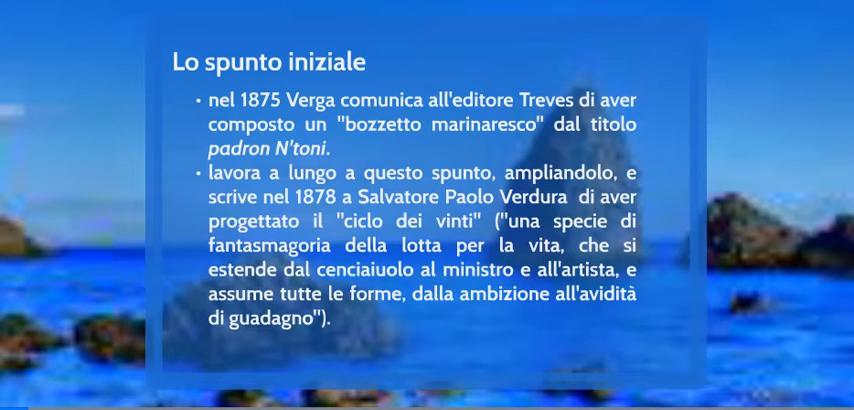 Lo spunto iniziale
• nel 1875 Verga comunica all'editore Treves di aver
composto un "bozzetto marinaresco" dal titolo
padron N'toni.
• lavora a lungo a questo spunto, ampliandolo, e
scrive nel 1878 a Salvatore Paolo Verdura di aver
progettato il "ciclo dei vinti" ("una specie di
fantasmagoria della lotta per la vita, che si
estende dal cenciaiuolo al ministro e all'artista, e
assume tutte le forme, dalla ambizione all'avidità
di guadagno").